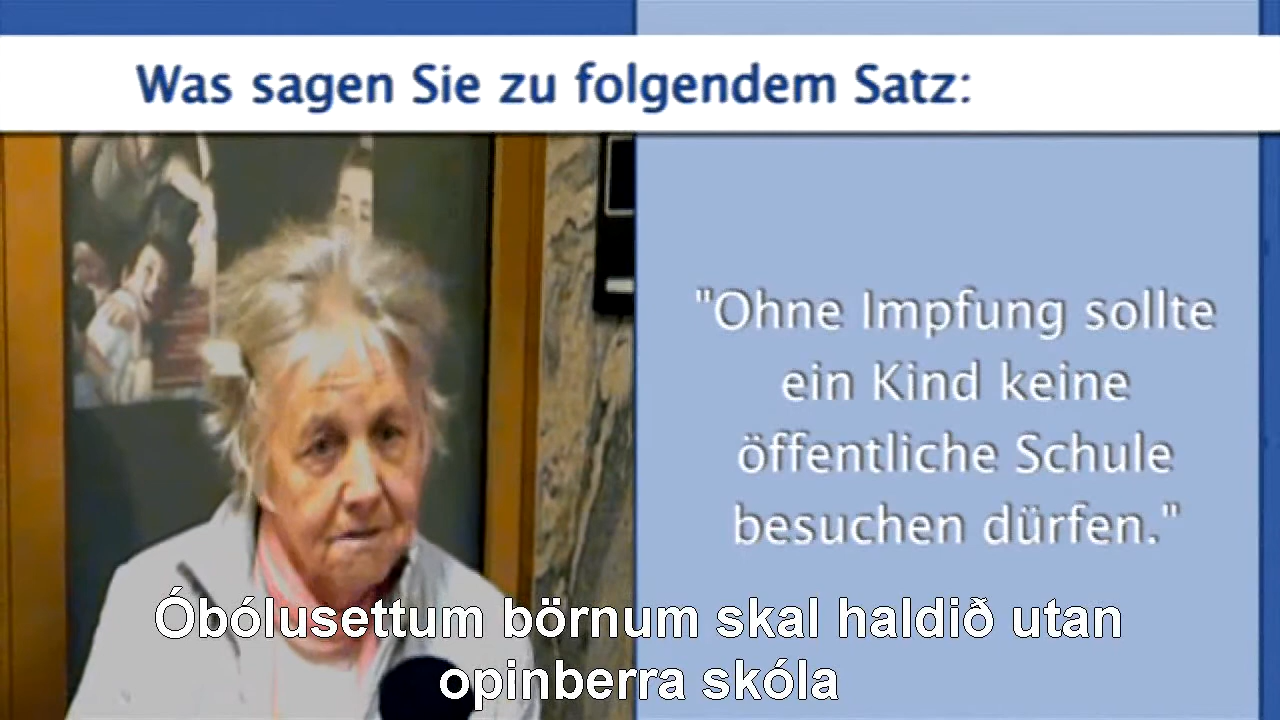 Was sagen Sie zu folgendem Satz:
"Ohne Impfung sollte
ein Kind keine
öffentliche Schule
besuchen dürfen."
Óbólusettum börnum skal haldið utan
opinberra skóla